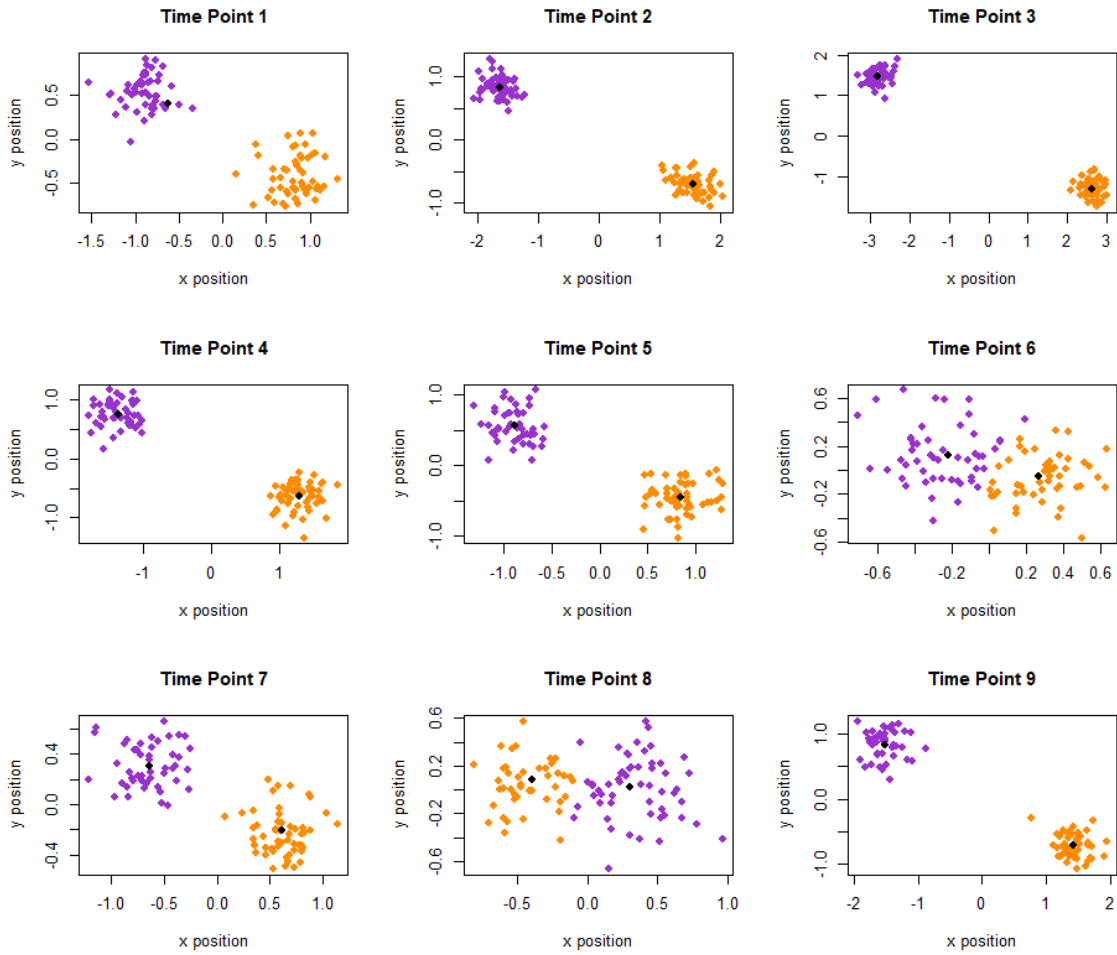 Time Point 1
y position
0.5
0.0
-0.5
-1.5
-1.0
-0.5
0.0
0.5
1.0
x position
Time Point 2
y position
1.0
0.0
-1.0
-2
-1
0
1
2
x position
Time Point 3
y position
2
1
0
-1
-3
-2
-1
0
1
2
3
x position
Time Point 4
y position
1.0
0.0
-1.0
-1
0
1
x position
Time Point 5
y position
1.0
0.0
-1.0
-1.0
-0.5
0.0
0.5
1.0
x position
Time Point 6
y position
0.6
0.2
-0.2
-0.6
-0.6
-0.2
0.2
0.4
0.6
x position
Time Point 7
y position
0.4
0.0
-0.4
-1.0
-0.5
0.0
0.5
1.0
x position
Time Point 8
y position
0.6
0.2
-0.2
-0.6
-0.5
0.0
0.5
1.0
x position
Time Point 9
y position
1.0
0.0
-1.0
-2
-1
0
1
2
x position